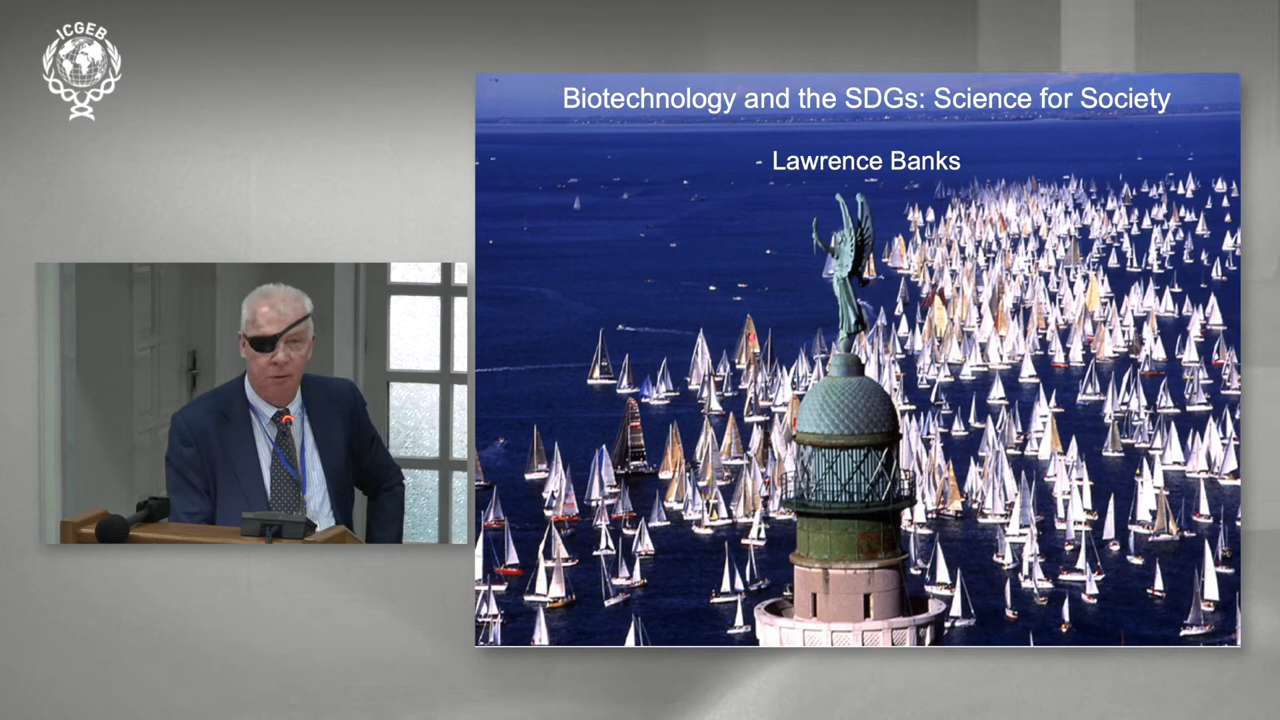 ICGEB
Biotechnology and the SDGs: Science for Society
Lawrence Banks